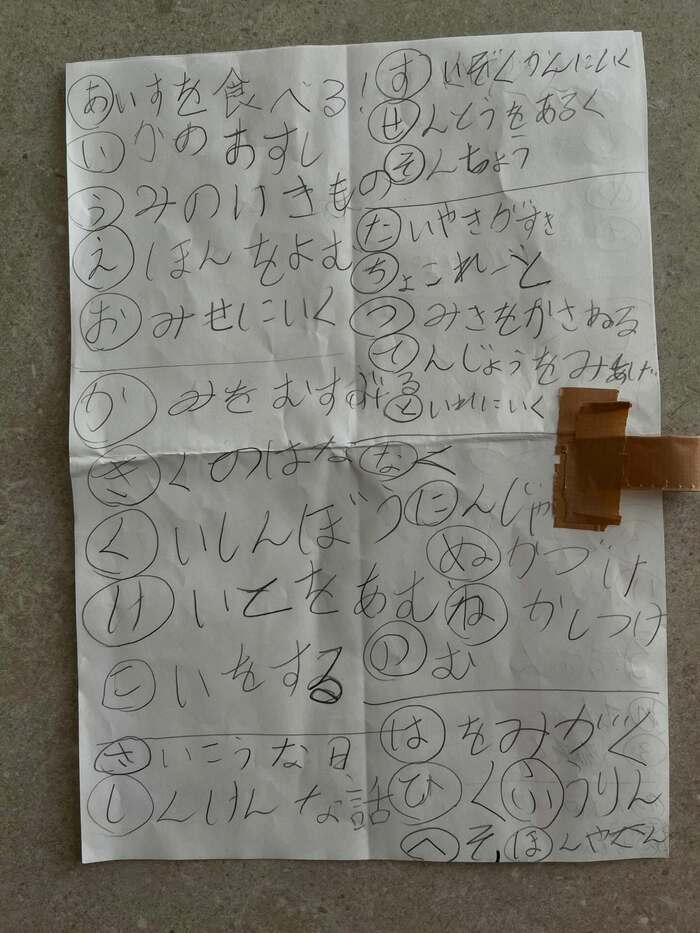 あいすを食べる!
いかのおすし
うみのいきもの
えほんをよむ
おみせにいく
かみをむすぶ
きくのはな
くいしんぼう
けいとをあむ
こいをする
さいこうな日
しんけんな話
すいぞくかんにいく
せんとうをあるく
そんちょう
たいやきがすき
ちょこれーと
つみきをかさねる
てんじょうをみあげ
といれにいく
なく
にんじゃ
ぬかづけ
ねかしつけ
のむ
はをみがく
ひく ふうりん
へそ、ほんやさん